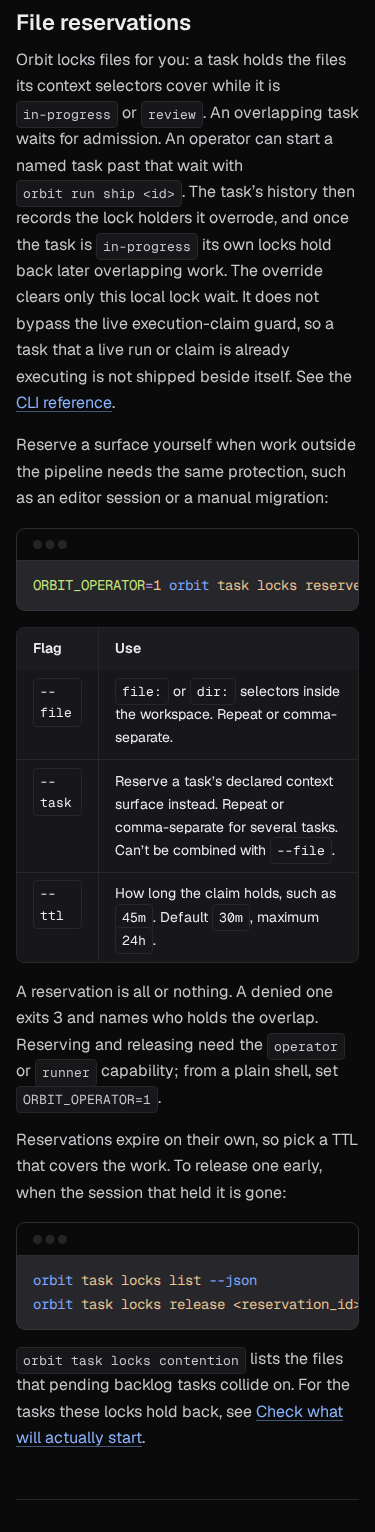 File reservations
Orbit locks files for you: a task holds the files
its context selectors cover while it is
in-progress or review. An overlapping task
waits for admission. An operator can start a
named task past that wait with
orbit run ship <id>. The task’s history then
records the lock holders it overrode, and once
the task is in-progress its own locks hold
back later overlapping work. The override
clears only this local lock wait. It does not
bypass the live execution-claim guard, so a
task that a live run or claim is already
executing is not shipped beside itself. See the
CLI reference.
Reserve a surface yourself when work outside
the pipeline needs the same protection, such
as an editor session or a manual migration:
ORBIT_OPERATOR=1 orbit task locks reserve
Flag Use
--
file
file: or dir: selectors inside
the workspace. Repeat or comma-
separate.
--
task
Reserve a task’s declared context
surface instead. Repeat or
comma-separate for several tasks.
Can’t be combined with --file.
--
ttl
How long the claim holds, such as
45m. Default 30m, maximum
24h.
A reservation is all or nothing. A denied one
exits 3 and names who holds the overlap.
Reserving and releasing need the operator
or runner capability; from a plain shell, set
ORBIT_OPERATOR=1.
Reservations expire on their own, so pick a TTL
that covers the work. To release one early,
when the session that held it is gone:
orbit task locks list --json
orbit task locks release <reservation_id>
orbit task locks contention lists the files
that pending backlog tasks collide on. For the
tasks these locks hold back, see Check what
will actually start.